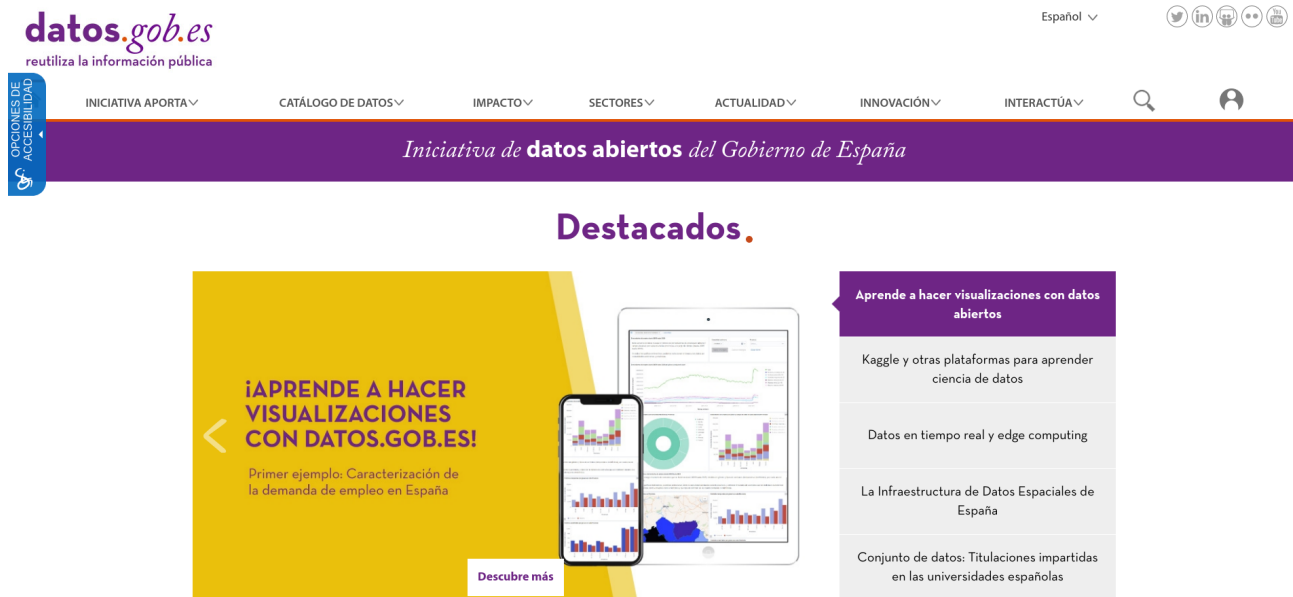 datos.gob.es
reutiliza la información pública
Español
You
Tube
OPCIONES DE
ACCESIBILIDAD
INICIATIVA APORTA
CATÁLOGO DE DATOS
IMPACTO
SECTORES
ACTUALIDAD
INNOVACIÓN
INTERACTÚA
Iniciativa de datos abiertos del Gobierno de España
Destacados.
¡APRENDE A HACER
VISUALIZACIONES
CON DATOS.GOB.ES!
Primer ejemplo: Caracterización de
la demanda de empleo en España
Descubre más
Aprende a hacer visualizaciones con datos
abiertos
Kaggle y otras plataformas para aprender
ciencia de datos
Datos en tiempo real y edge computing
La Infraestructura de Datos Espaciales de
España
Conjunto de datos: Titulaciones impartidas
en las universidades españolas